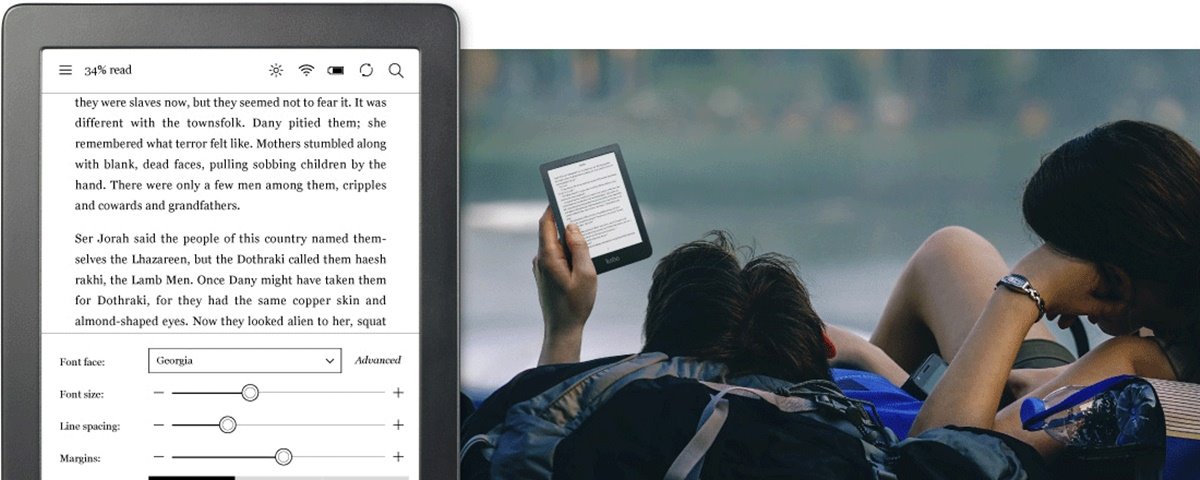 34% read
they were slaves now, but they seemed not to fear it. It was
different with the townsfolk. Dany pitied them; she
remembered what terror felt like. Mothers stumbled along
with blank, dead faces, pulling sobbing children by the
hand. There were only a few men among them, cripples
and cowards and grandfathers.
Ser Jorah said the people of this country named them-
selves the Lhazareen, but the Dothraki called them haesh
rakhi, the Lamb Men. Once Dany might have taken them
for Dothraki, for they had the same copper skin and
almond-shaped eyes. Now they looked alien to her, squat
Font face:
Georgia
Advanced
Font size:
Line spacing:
Margins:
kobo